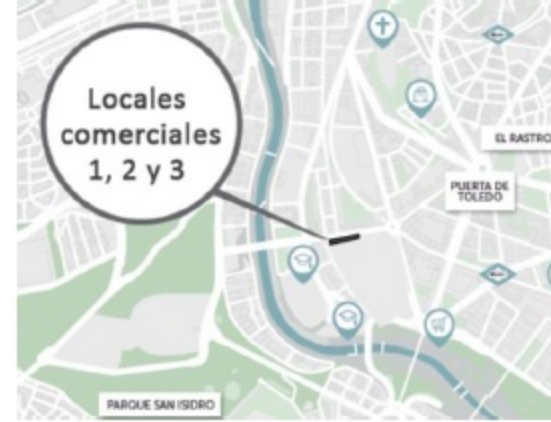 Locales
comerciales
1, 2 y 3
EL RASTRO
PUERTA DE
TOLEDO
PARQUE SAN ISIDRO